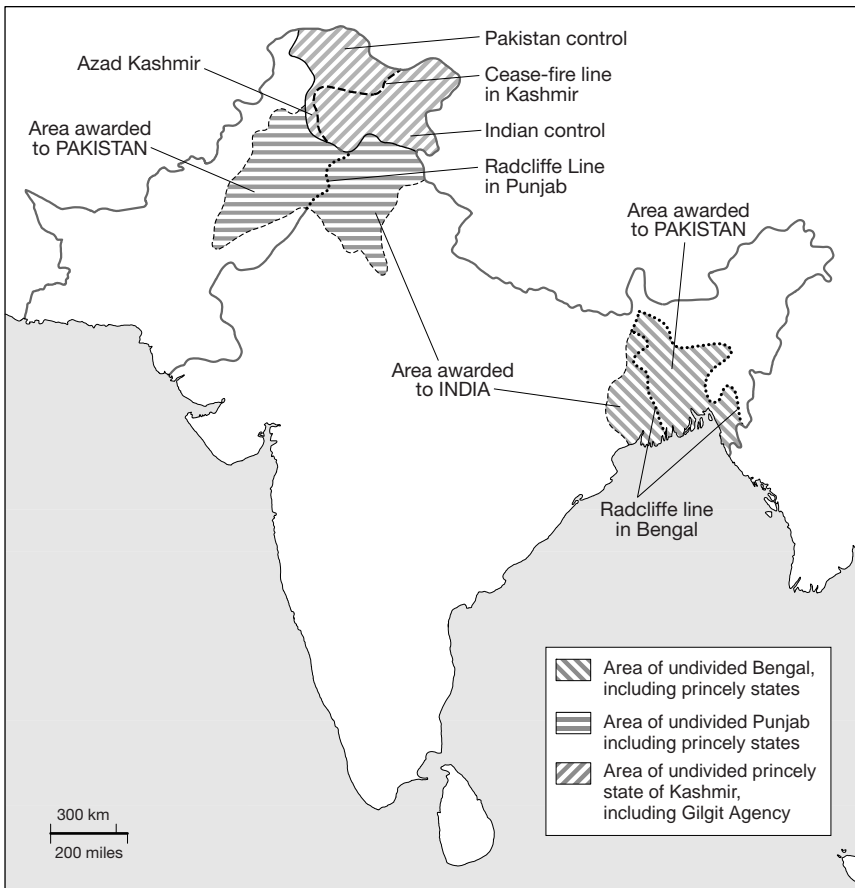 Pakistan control
Azad Kashmir
Cease-fire line
in Kashmir
Area awarded
to PAKISTAN
Indian control
Radcliffe Line
in Punjab
Area awarded
to PAKISTAN
Area awarded
to INDIA
Radcliffe line
in Bengal
Area of undivided Bengal,
including princely states
Area of undivided Punjab
including princely states
Area of undivided princely
state of Kashmir,
including Gilgit Agency
300 km
200 miles